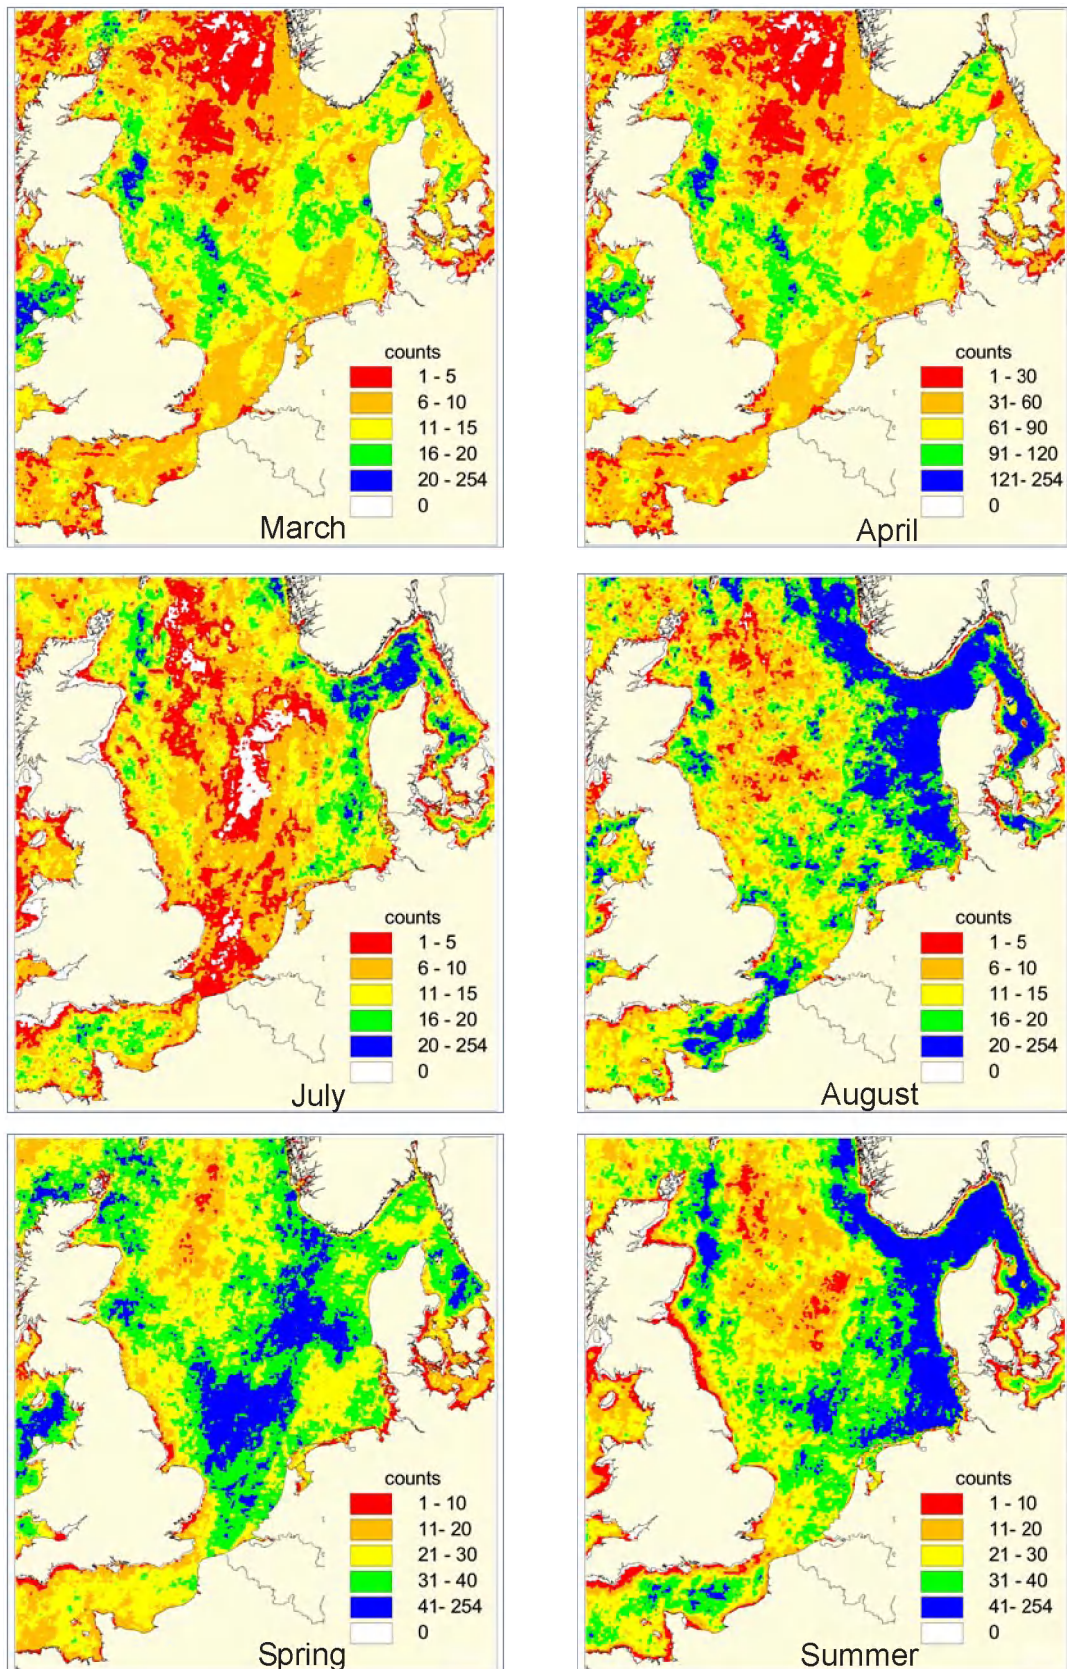 counts
1 - 5
6 - 10
11 - 15
16 - 20
20 - 254
0
March
counts
1 - 30
31 - 60
61 - 90
91 - 120
121- 254
0
April
counts
1 - 5
6 - 10
11 - 15
16 - 20
20 - 254
0
July
counts
1 - 5
6 - 10
11 - 15
16 - 20
20 - 254
0
August
counts
1 - 10
11 - 20
21 - 30
31 - 40
41- 254
0
Spring
counts
1 - 10
11- 20
21 - 30
31 - 40
41-254
0
Summer